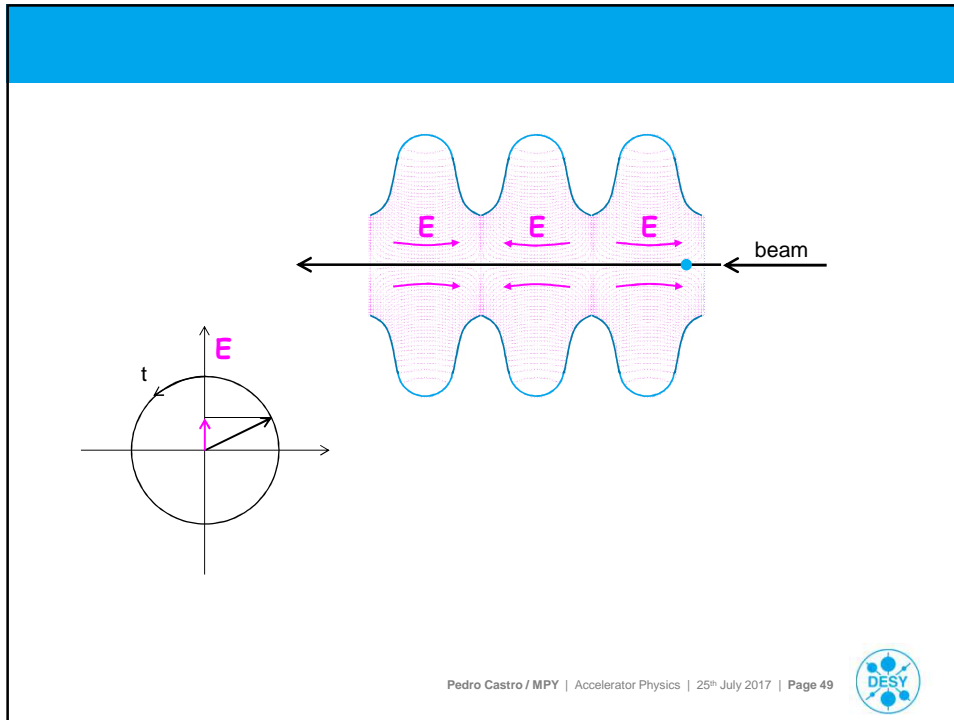 E E E
beam
E
t
Pedro Castro / MPY | Accelerator Physics | 25th July 2017 | Page 49
DESY